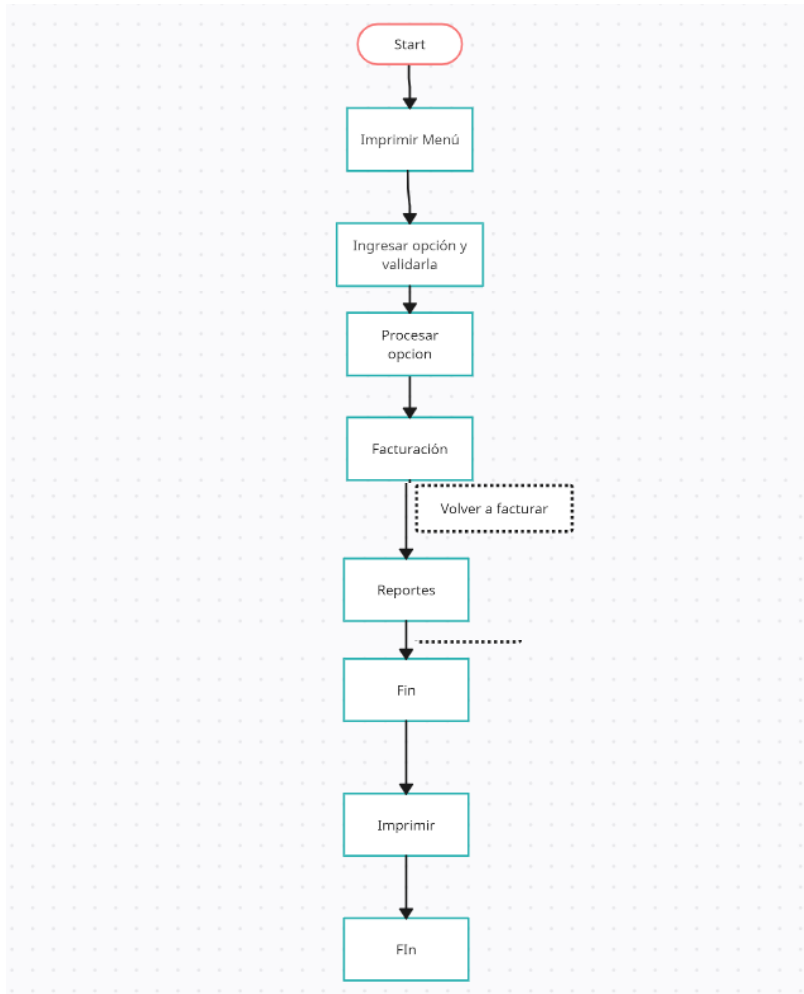 Start
Imprimir Menú
Ingresar opción y
validarla
Procesar
opcion
Facturación
Volver a facturar
Reportes
Fin
Imprimir
FIn